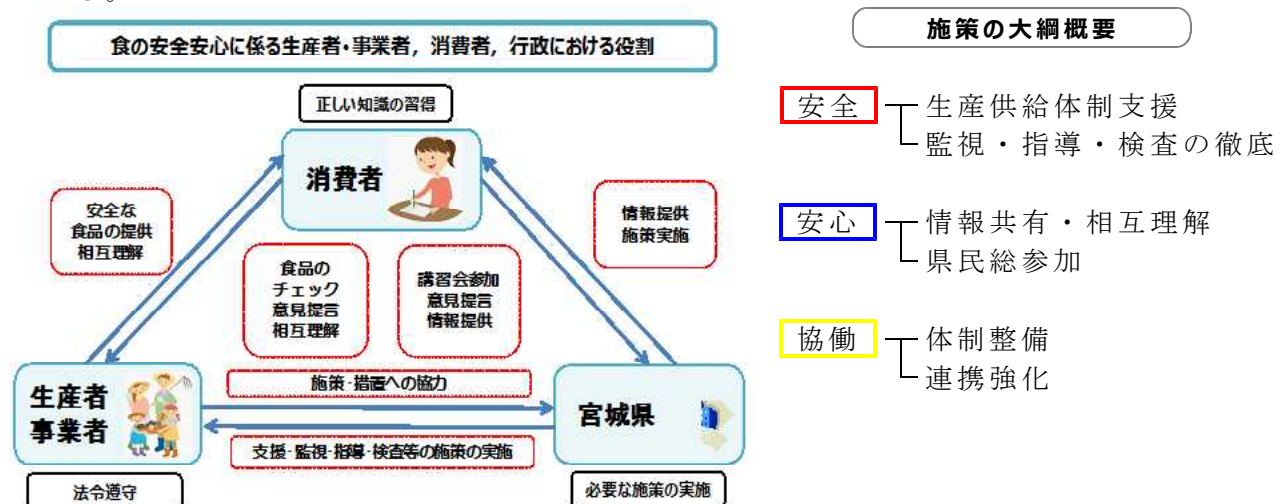 食の安全安心に係る生産者・事業者，消費者，行政における役割
正しい知識の習得
消費者
安全な
食品の提供
相互理解
食品の
チェック
意見提言
相互理解
講習会参加
意見提言
情報提供
情報提供
施策実施
施策・措置への協力
生産者
事業者
宮城県
支援・監視・指導・検査等の施策の実施
法令遵守
必要な施策の実施
施策の大綱概要
安全
生産供給体制支援
監視・指導・検査の徹底
安心
情報共有・相互理解
県民総参加
協働
体制整備
連携強化